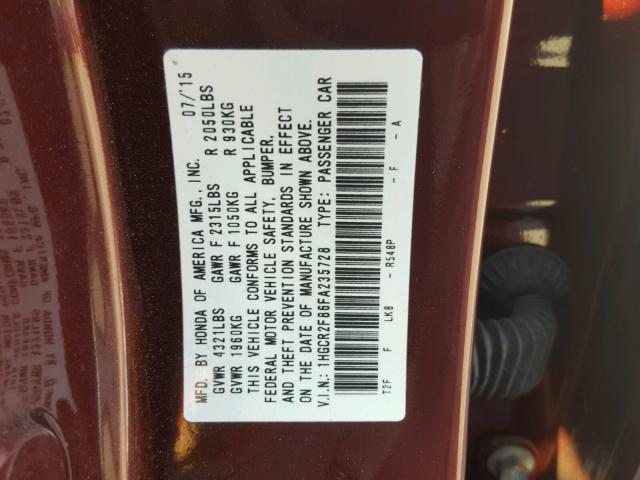 MFD. BY HONDA OF AMERICA MFG., INC. 07/'15
GVWR 4321LBS GAWR F 2315LBS R 2050LBS
GVWR 1960KG GAWR F 1050KG R 930KG
THIS VEHICLE CONFORMS TO ALL APPLICABLE
FEDERAL MOTOR VEHICLE SAFETY, BUMPER,
AND THEFT PREVENTION STANDARDS IN EFFECT
ON THE DATE OF MANUFACTURE SHOWN ABOVE.
V.I.N.: 1HGCR2F86FA235728 TYPE: PASSENGER CAR
T2F F LK8 - R548P - F - A